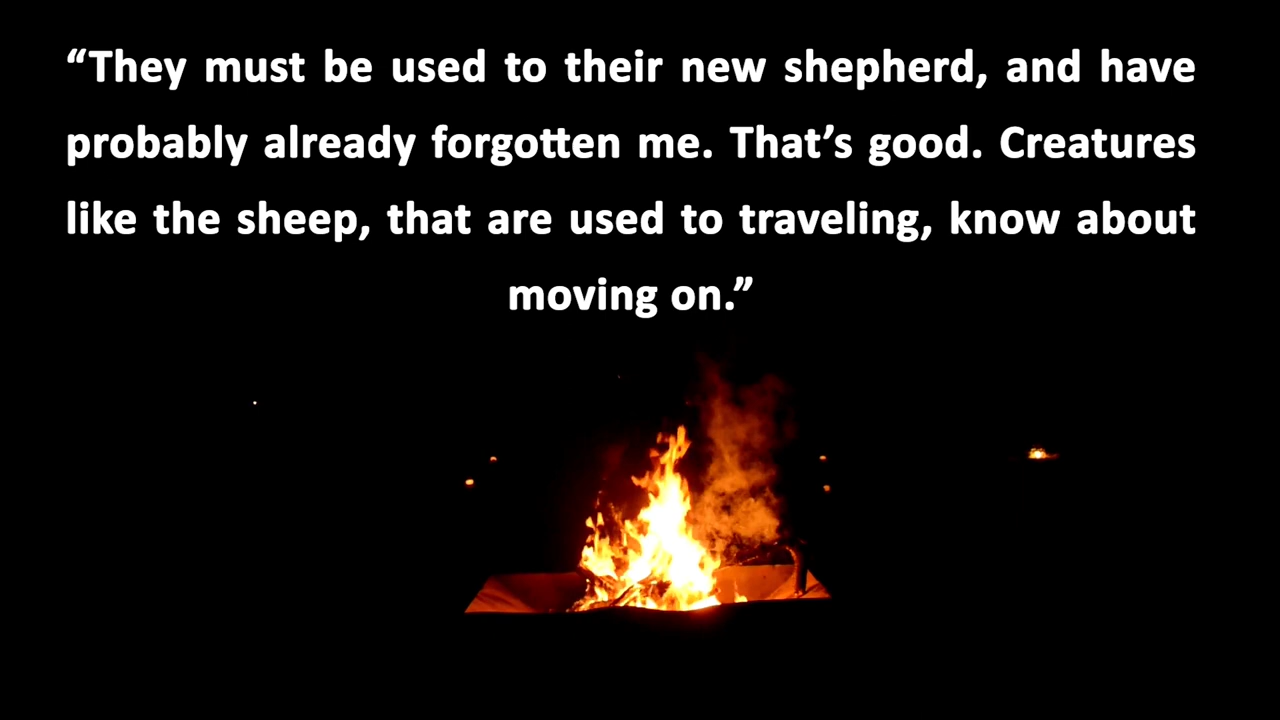 “They must be used to their new shepherd, and have
probably already forgotten me. That’s good. Creatures
like the sheep, that are used to traveling, know about
moving on.”